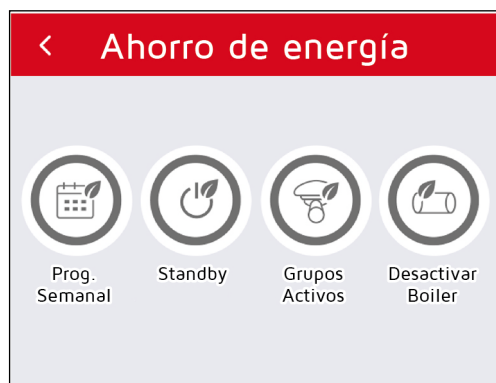 Ahorro de energía
Prog.
Semanal
Standby
Grupos
Activos
Desactivar
Boiler